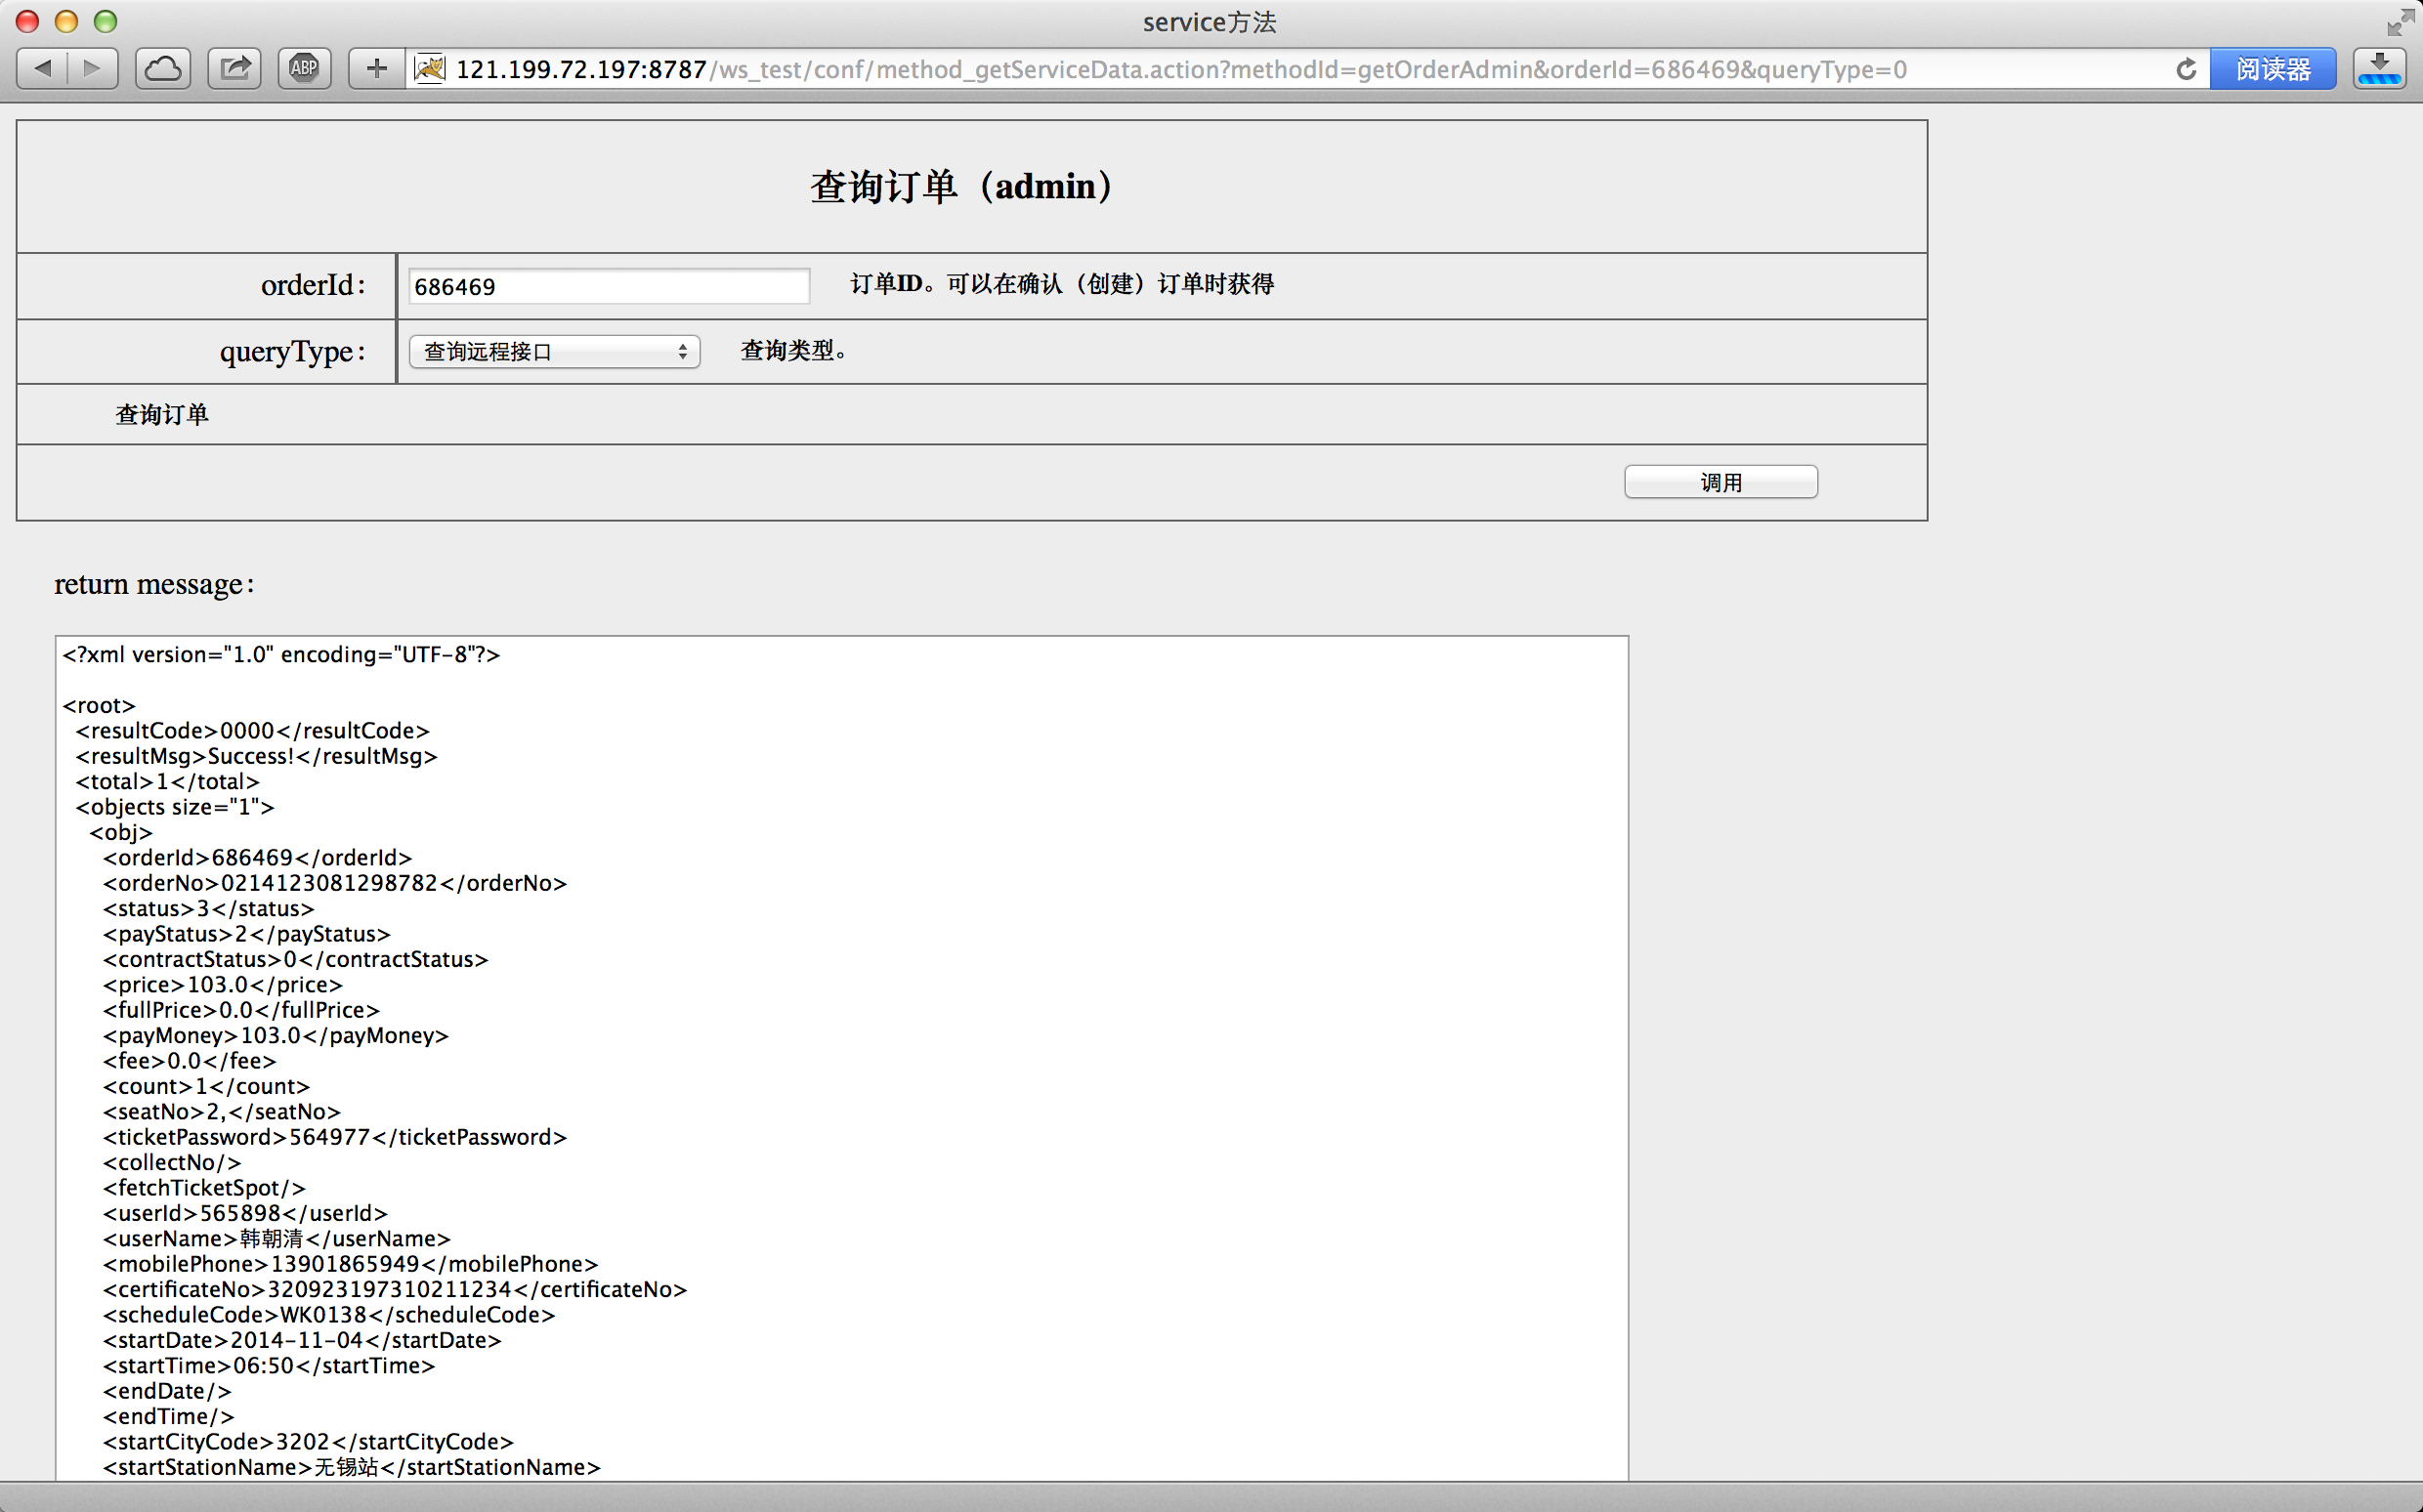 service方法
ABP
121.199.72.197:8787/ws_test/conf/method_getServiceData.action?methodId=getOrderAdmin&orderId=686469&queryType=0
阅读器
查询订单（admin）
orderId： 686469 订单ID。可以在确认（创建）订单时获得
queryType： 查询远程接口 查询类型。
查询订单
调用
return message：
<?xml version="1.0" encoding="UTF-8"?>
<root>
<resultCode>0000</resultCode>
<resultMsg>Success!</resultMsg>
<total>1</total>
<objects size="1">
<obj>
<orderId>686469</orderId>
<orderNo>0214123081298782</orderNo>
<status>3</status>
<payStatus>2</payStatus>
<contractStatus>0</contractStatus>
<price>103.0</price>
<fullPrice>0.0</fullPrice>
<payMoney>103.0</payMoney>
<fee>0.0</fee>
<count>1</count>
<seatNo>2,</seatNo>
<ticketPassword>564977</ticketPassword>
<collectNo/>
<fetchTicketSpot/>
<userId>565898</userId>
<userName>韩朝清</userName>
<mobilePhone>13901865949</mobilePhone>
<certificateNo>320923197310211234</certificateNo>
<scheduleCode>WK0138</scheduleCode>
<startDate>2014-11-04</startDate>
<startTime>06:50</startTime>
<endDate/>
<endTime/>
<startCityCode>3202</startCityCode>
<startStationName>无锡站</startStationName>